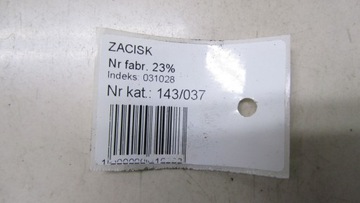 ZACISK
Nr fabr. 23%
Indeks: 031028
Nr kat.: 143/037